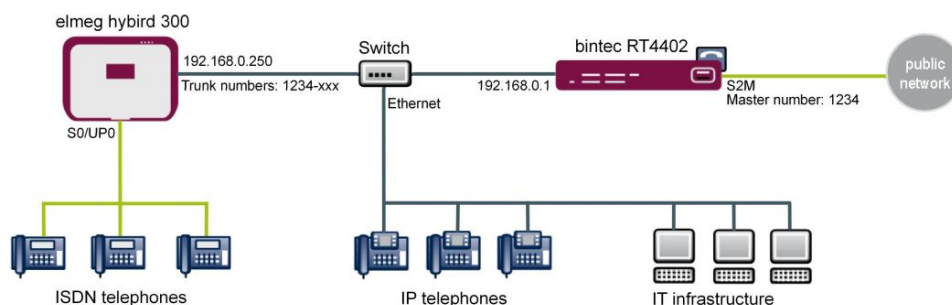 elmeg hybird 300
192.168.0.250
Trunk numbers: 1234-xxx
S0/UP0
Switch
Ethernet
bintec RT4402
192.168.0.1
S2M
Master number: 1234
public
network
ISDN telephones
IP telephones
IT infrastructure